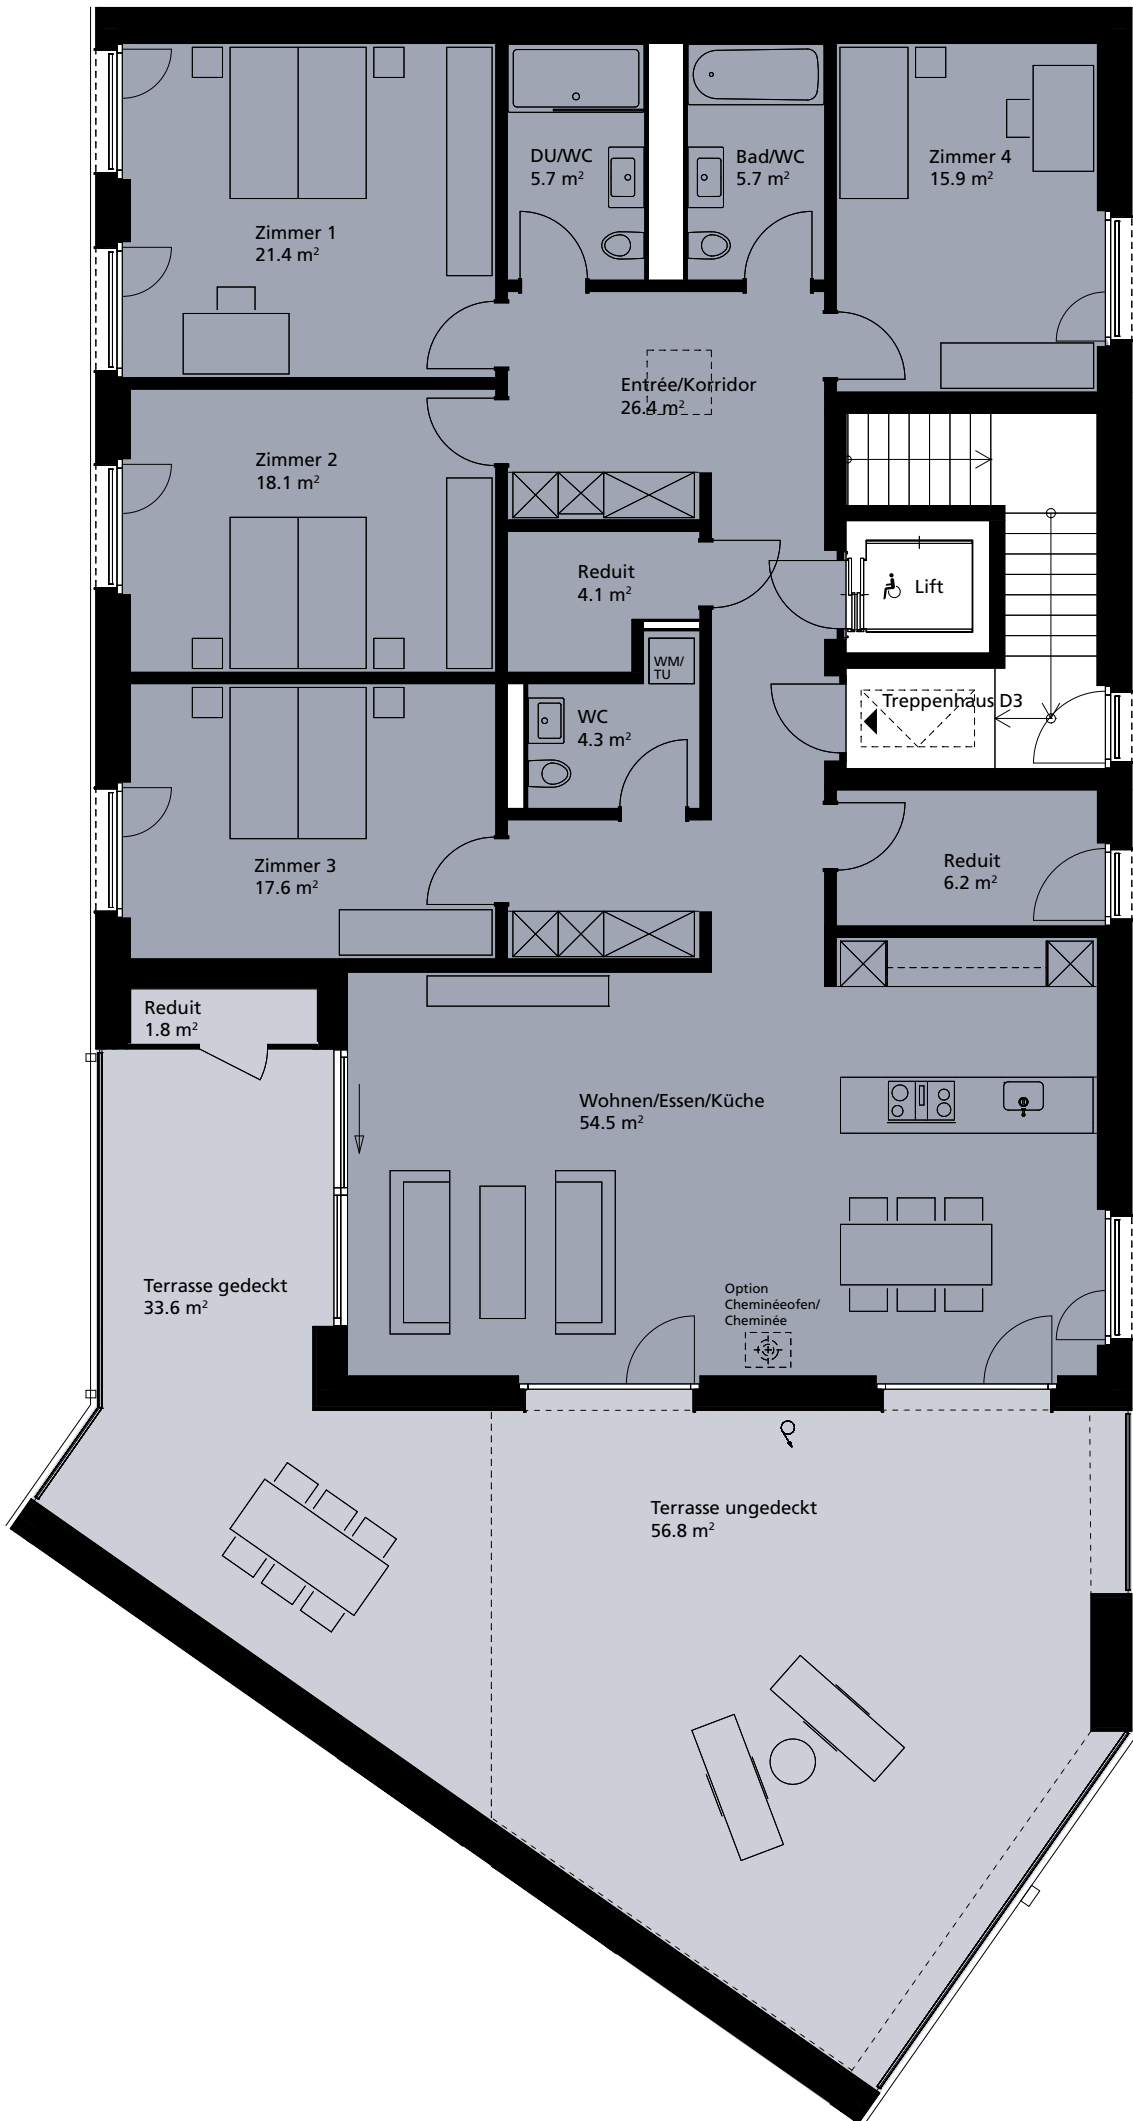 DU/WC
5.7 m²
Bad/WC
5.7 m²
Zimmer 4
15.9 m²
Zimmer 1
21.4 m²
Entrée/Korridor
26.4 m²
Zimmer 2
18.1 m²
Reduit
4.1 m²
Lift
WM/
TU
Treppenhaus D3
WC
4.3 m²
Zimmer 3
17.6 m²
Reduit
6.2 m²
Reduit
1.8 m²
Wohnen/Essen/Küche
54.5 m²
Terrasse gedeckt
33.6 m²
Option
Cheminéeofen/
Cheminée
Terrasse ungedeckt
56.8 m²